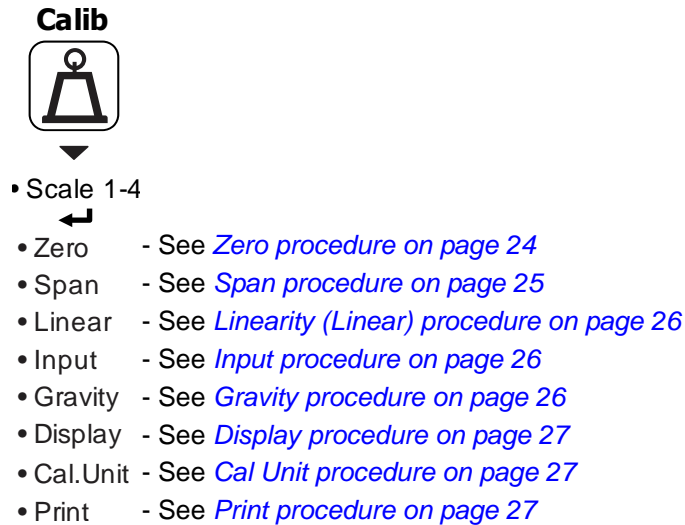 Calib
• Scale 1-4
• Zero - See Zero procedure on page 24
• Span - See Span procedure on page 25
• Linear - See Linearity (Linear) procedure on page 26
• Input - See Input procedure on page 26
• Gravity - See Gravity procedure on page 26
• Display - See Display procedure on page 27
• Cal.Unit - See Cal Unit procedure on page 27
• Print - See Print procedure on page 27